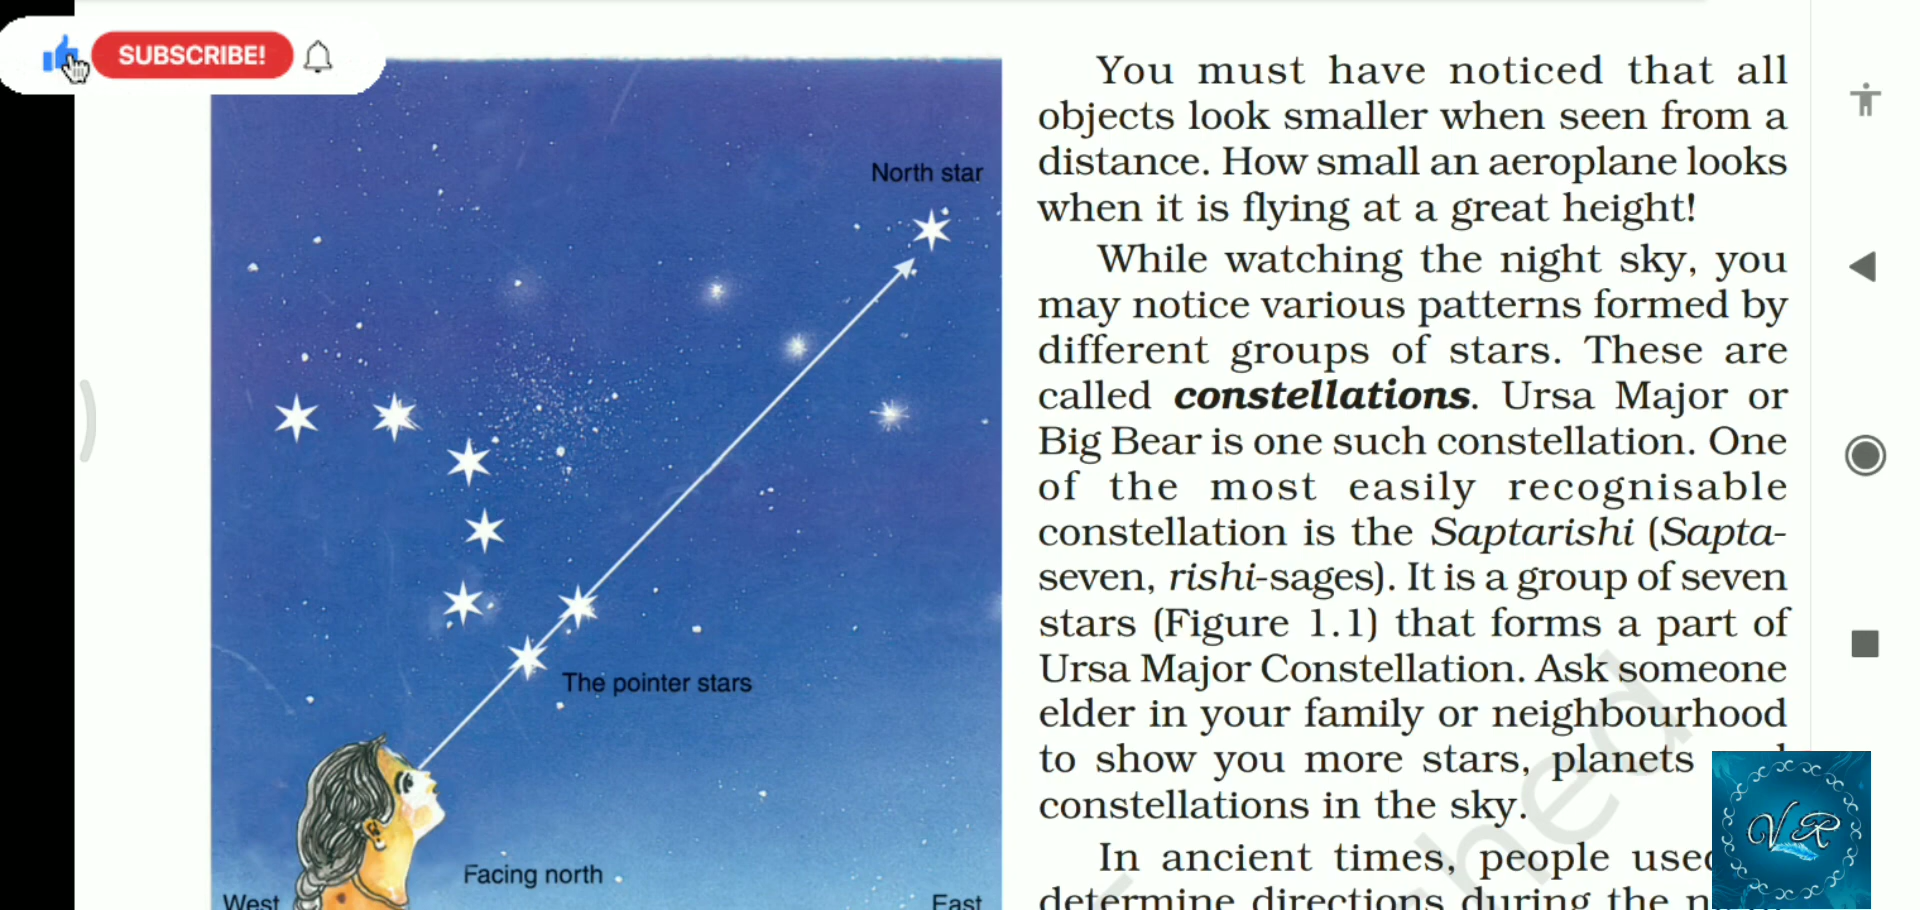 SUBSCRIBE!
North star
The pointer stars
Facing north
West
East
You must have noticed that all
objects look smaller when seen from a
distance. How small an aeroplane looks
when it is flying at a great height!
While watching the night sky, you
may notice various patterns formed by
different groups of stars. These are
called constellations. Ursa Major or
Big Bear is one such constellation. One
of the most easily recognisable
constellation is the Saptarishi (Sapta-
seven, rishi-sages). It is a group of seven
stars (Figure 1.1) that forms a part of
Ursa Major Constellation. Ask someone
elder in your family or neighbourhood
to show you more stars, planets
constellations in the sky.
In ancient times, people
determine directions during the
VR